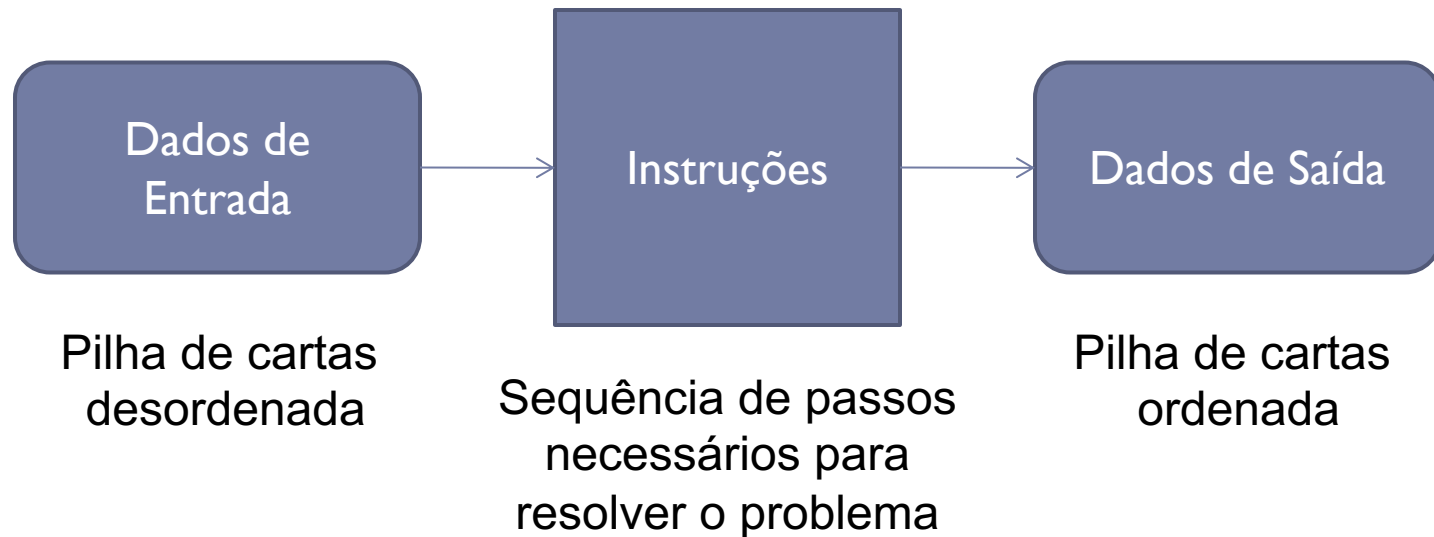 Dados de
Entrada
Instruções
Dados de Saída
Pilha de cartas
desordenada
Sequência de passos
necessários para
resolver o problema
Pilha de cartas
ordenada